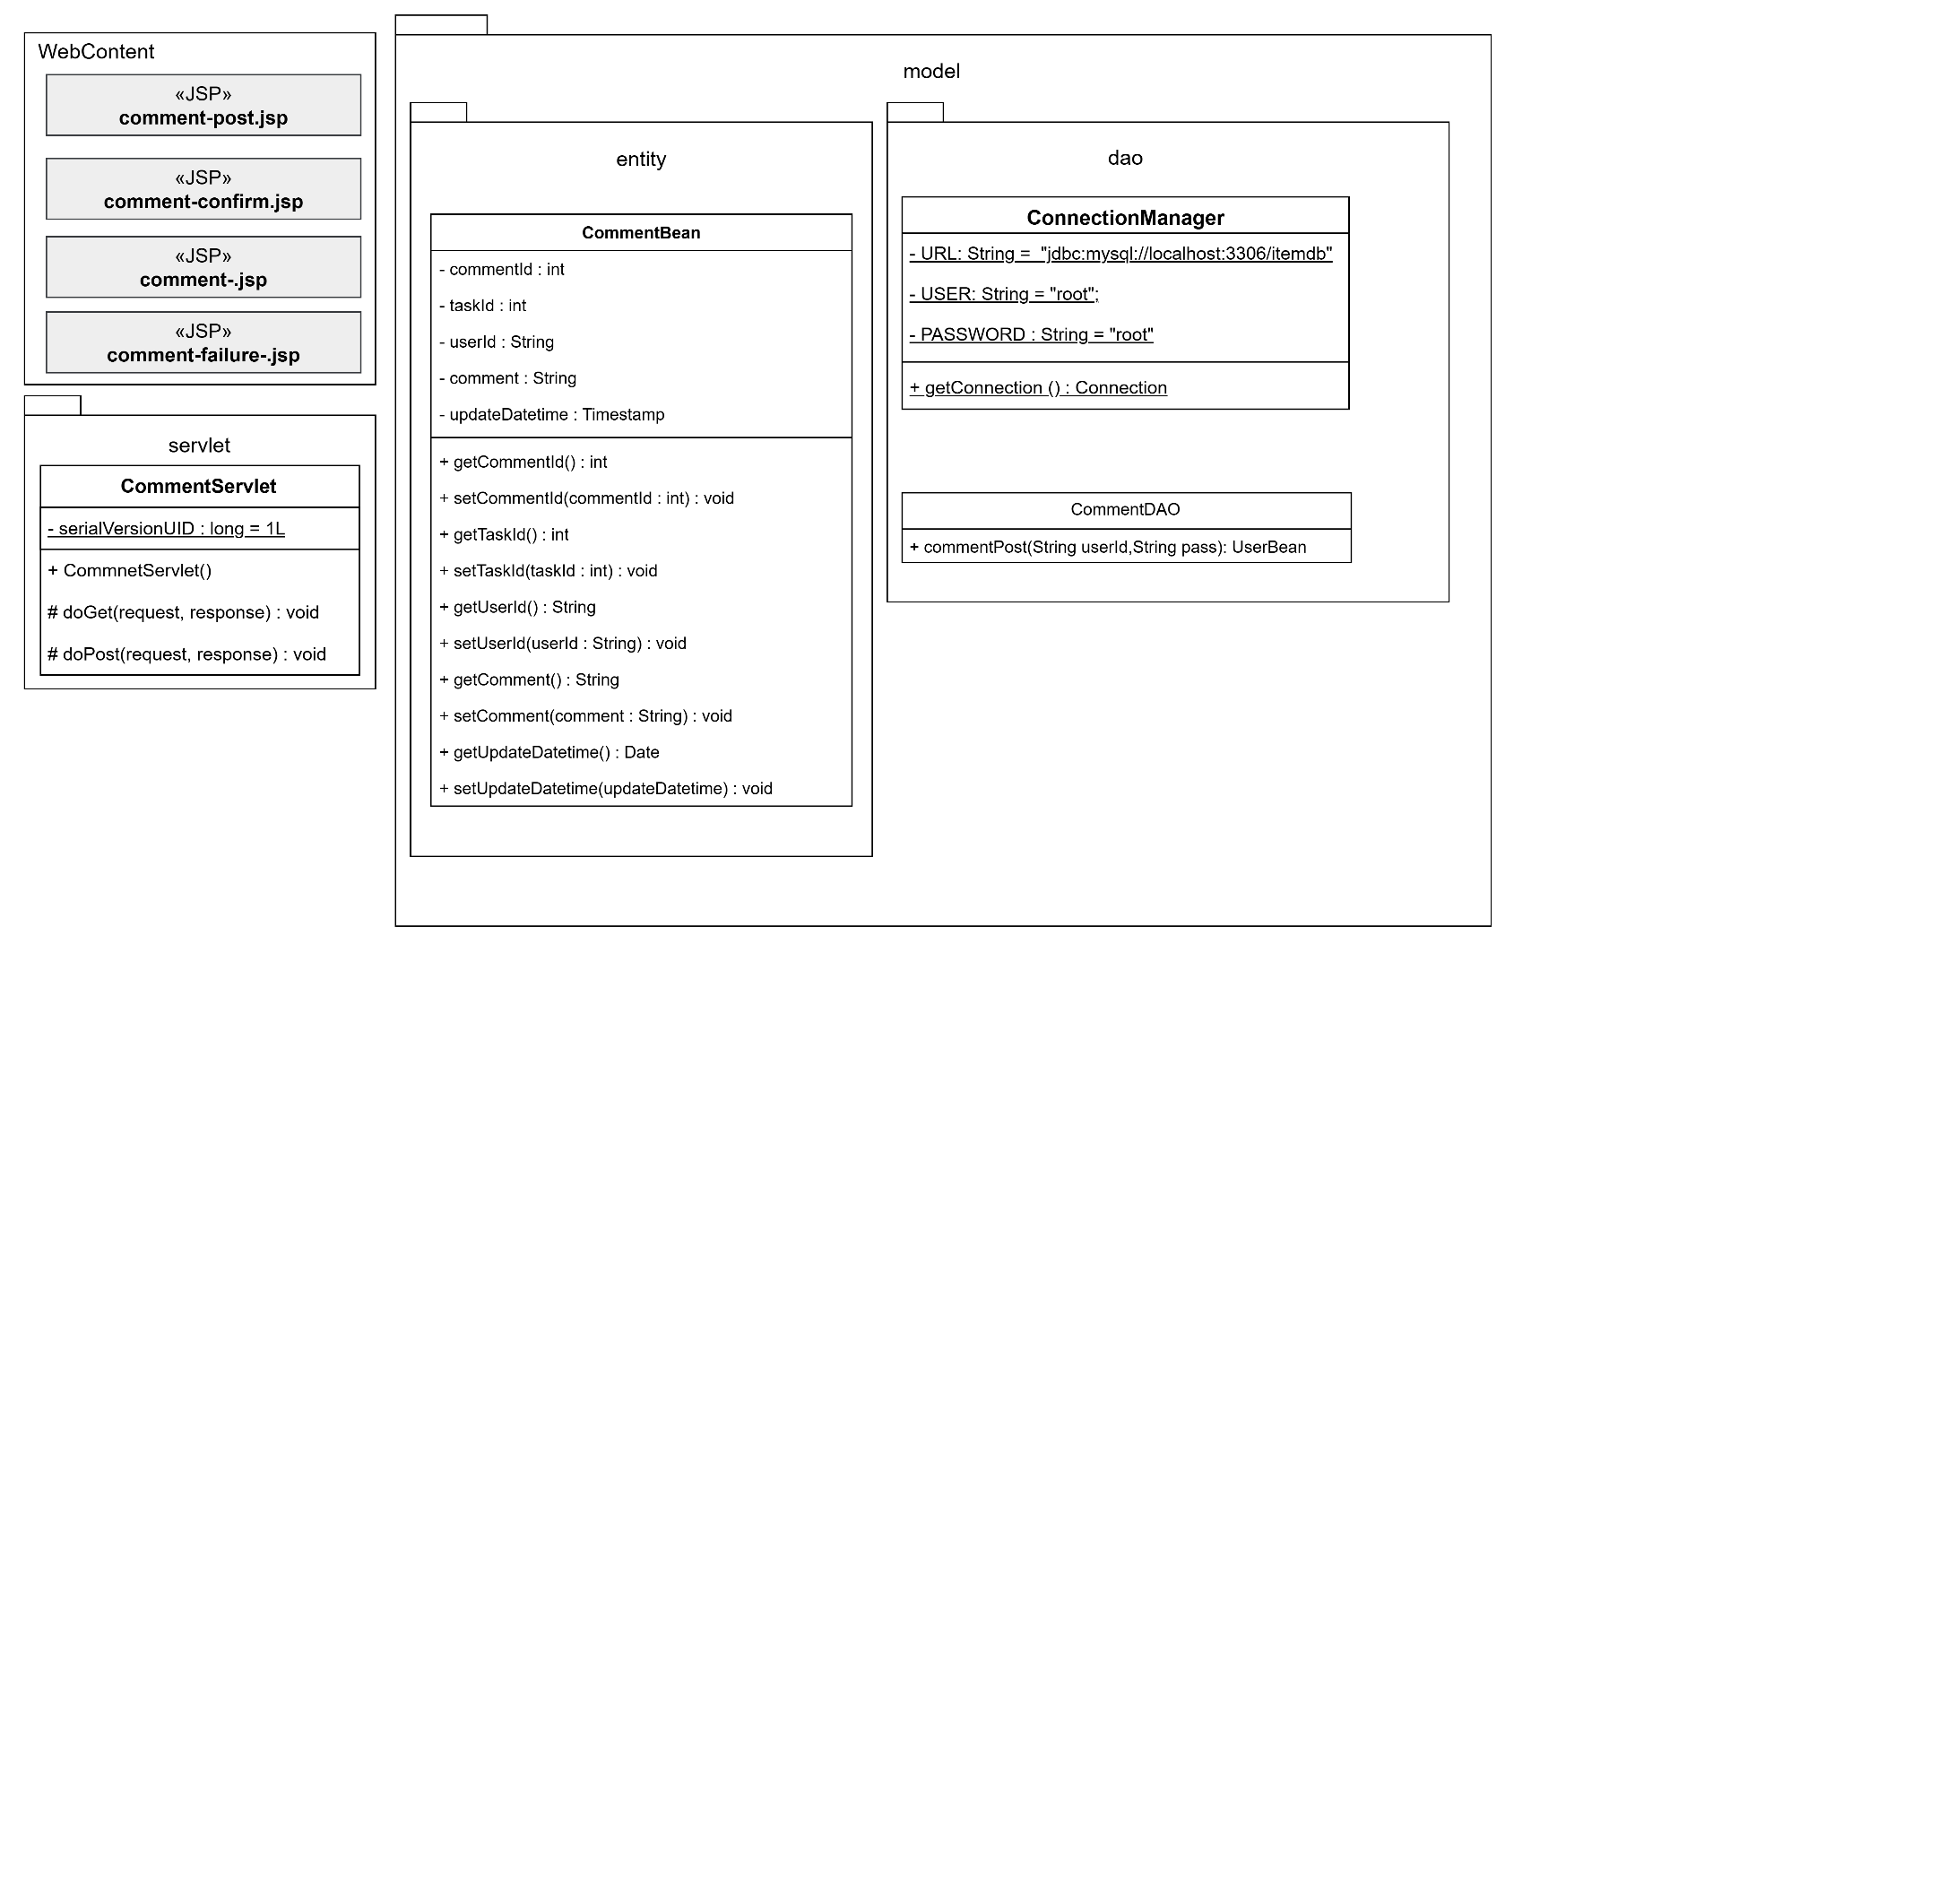 WebContent
«JSP»
comment-post.jsp
«JSP»
comment-confirm.jsp
«JSP»
comment-.jsp
«JSP»
comment-failure-.jsp
servlet
CommentServlet
- serialVersionUID : long = 1L
+ CommnetServlet()
# doGet(request, response) : void
# doPost(request, response) : void
model
entity
CommentBean
- commentId : int
- taskId : int
- userId : String
- comment : String
- updateDatetime : Timestamp
+ getCommentId() : int
+ setCommentId(commentId : int) : void
+ getTaskId() : int
+ setTaskId(taskId : int) : void
+ getUserId() : String
+ setUserId(userId : String) : void
+ getComment() : String
+ setComment(comment : String) : void
+ getUpdateDatetime() : Date
+ setUpdateDatetime(updateDatetime) : void
dao
ConnectionManager
- URL: String =  "jdbc:mysql://localhost:3306/itemdb"
- USER: String = "root";
- PASSWORD : String = "root"
+ getConnection () : Connection
CommentDAO
+ commentPost(String userId,String pass): UserBean